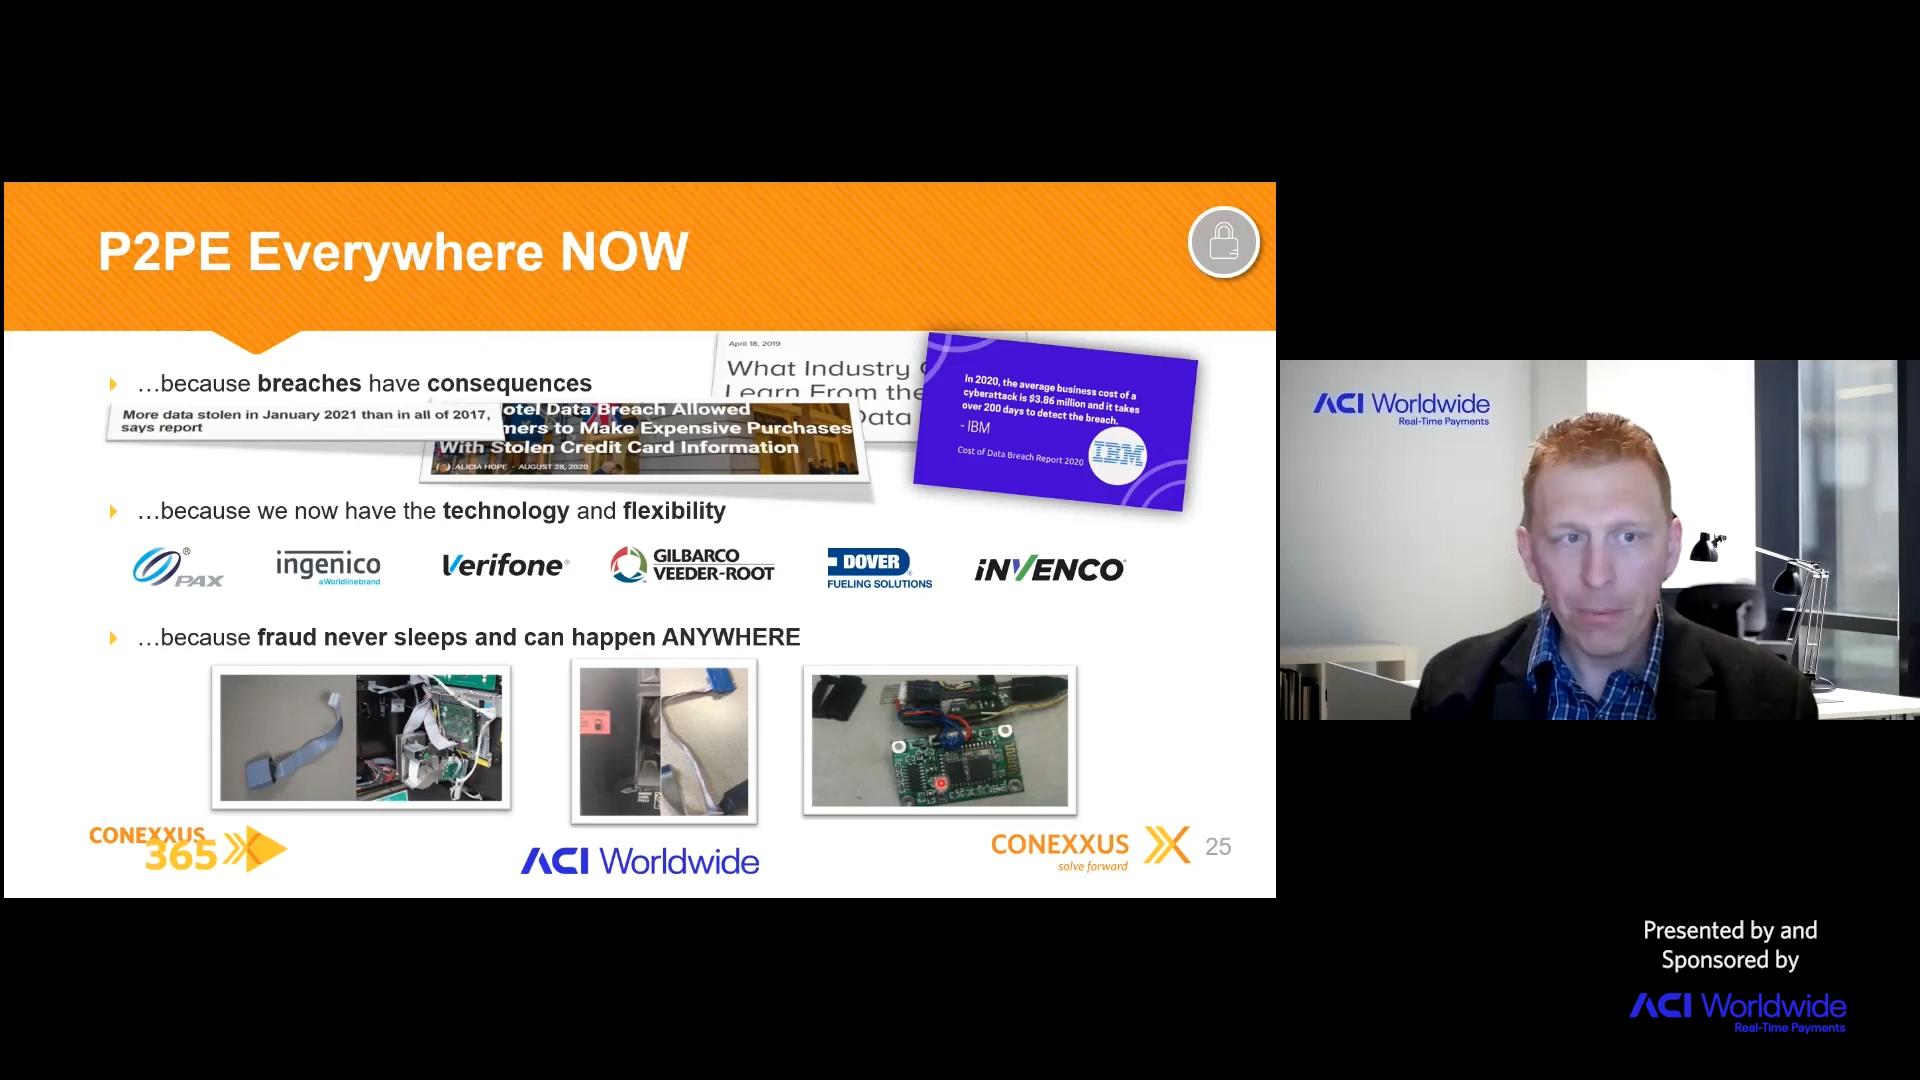 P2PE Everywhere NOW
…because breaches have consequences
April 18, 2019
What Industry
Learn From the
Data
More data stolen in January 2021 than in all of 2017,
says report
otel Data Breach Allowed
mers to Make Expensive Purchases
With Stolen Credit Card Information
ALICIA HOPE · AUGUST 28, 2020
In 2020, the average business cost of a
cyberattack is $3.86 million and it takes
over 200 days to detect the breach.
- IBM
Cost of Data Breach Report 2020
IBM
…because we now have the technology and flexibility
PAX
ingenico
a Worldline brand
Verifone
GILBARCO
VEEDER-ROOT
DOVER
FUELING SOLUTIONS
iNVENCO
…because fraud never sleeps and can happen ANYWHERE
CONEXXUS
365
ACI Worldwide
CONEXXUS
solve forward
25
ACI Worldwide
Real-Time Payments
Presented by and
Sponsored by
ACI Worldwide
Real-Time Payments